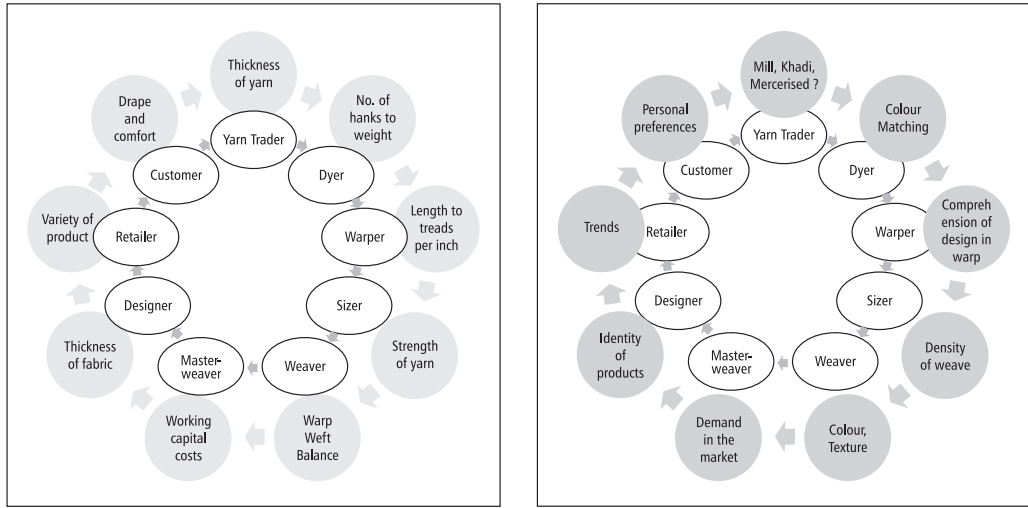 Thickness
of yarn
No. of
hanks to
weight
Length to
treads
per inch
Strength
of yarn
Warp
Weft
Balance
Working
capital
costs
Thickness
of fabric
Variety of
product
Drape
and
comfort
Yarn Trader
Dyer
Warper
Sizer
Weaver
Master-
weaver
Designer
Retailer
Customer
Mill, Khadi,
Mercerised ?
Colour
Matching
Compreh
ension of
design in
warp
Density
of weave
Colour,
Texture
Demand
in the
market
Identity
of
products
Trends
Personal
preferences
Yarn Trader
Dyer
Warper
Sizer
Weaver
Master-
weaver
Designer
Retailer
Customer